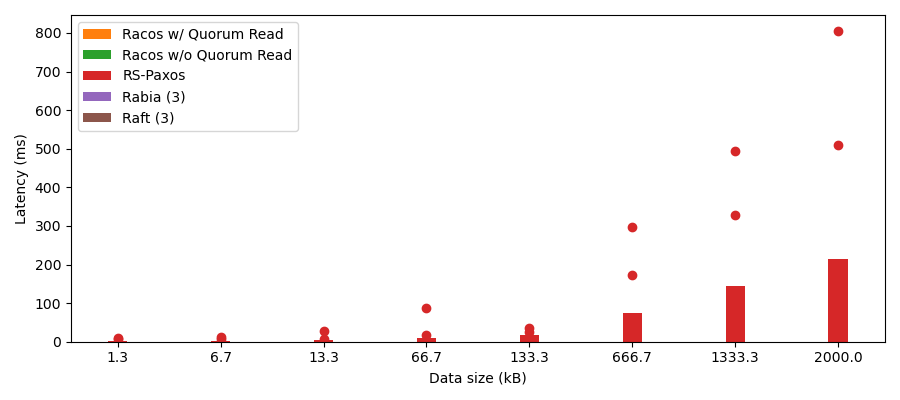 Racos w/ Quorum Read
Racos w/o Quorum Read
RS-Paxos
Rabia (3)
Raft (3)
Latency (ms)
800
700
600
500
400
300
200
100
0
1.3 6.7 13.3 66.7 133.3 666.7 1333.3 2000.0
Data size (kB)